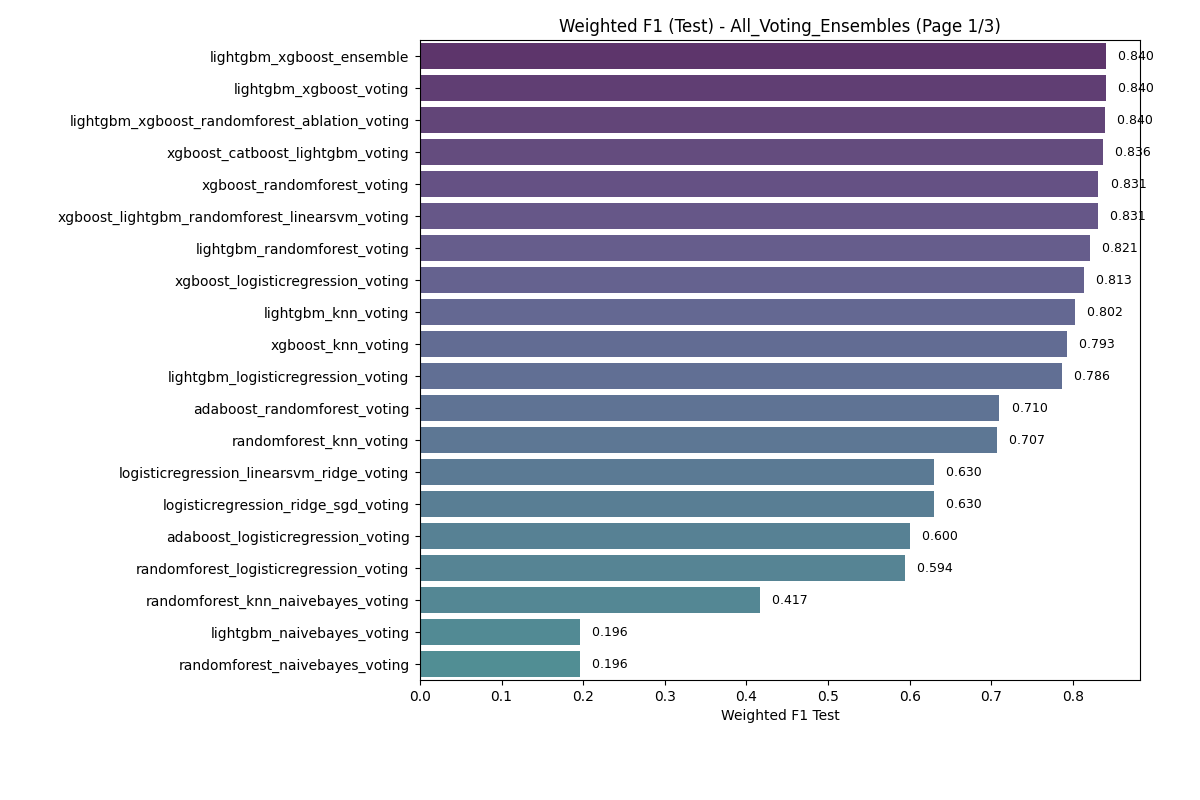 Weighted F1 (Test) - All_Voting_Ensembles (Page 1/3)
lightgbm_xgboost_ensemble 0.840
lightgbm_xgboost_voting 0.840
lightgbm_xgboost_randomforest_ablation_voting 0.840
xgboost_catboost_lightgbm_voting 0.836
xgboost_randomforest_voting 0.831
xgboost_lightgbm_randomforest_linearsvm_voting 0.831
lightgbm_randomforest_voting 0.821
xgboost_logisticregression_voting 0.813
lightgbm_knn_voting 0.802
xgboost_knn_voting 0.793
lightgbm_logisticregression_voting 0.786
adaboost_randomforest_voting 0.710
randomforest_knn_voting 0.707
logisticregression_linearsvm_ridge_voting 0.630
logisticregression_ridge_sgd_voting 0.630
adaboost_logisticregression_voting 0.600
randomforest_logisticregression_voting 0.594
randomforest_knn_naivebayes_voting 0.417
lightgbm_naivebayes_voting 0.196
randomforest_naivebayes_voting 0.196
0.0 0.1 0.2 0.3 0.4 0.5 0.6 0.7 0.8
Weighted F1 Test